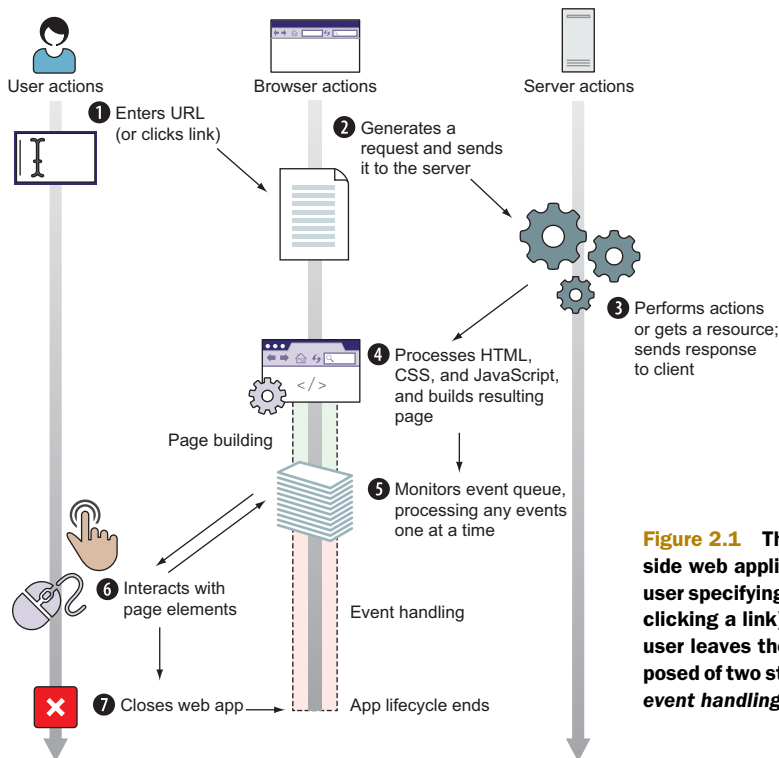 User actions
Browser actions
Server actions
1 Enters URL
(or clicks link)
2 Generates a
request and sends
it to the server
3 Performs actions
or gets a resource;
sends response
to client
4 Processes HTML,
CSS, and JavaScript,
and builds resulting
page
</>
Page building
5 Monitors event queue,
processing any events
one at a time
6 Interacts with
page elements
Event handling
7 Closes web app
App lifecycle ends
Figure 2.1 Th
side web appli
user specifying
clicking a link)
user leaves the
posed of two st
event handling